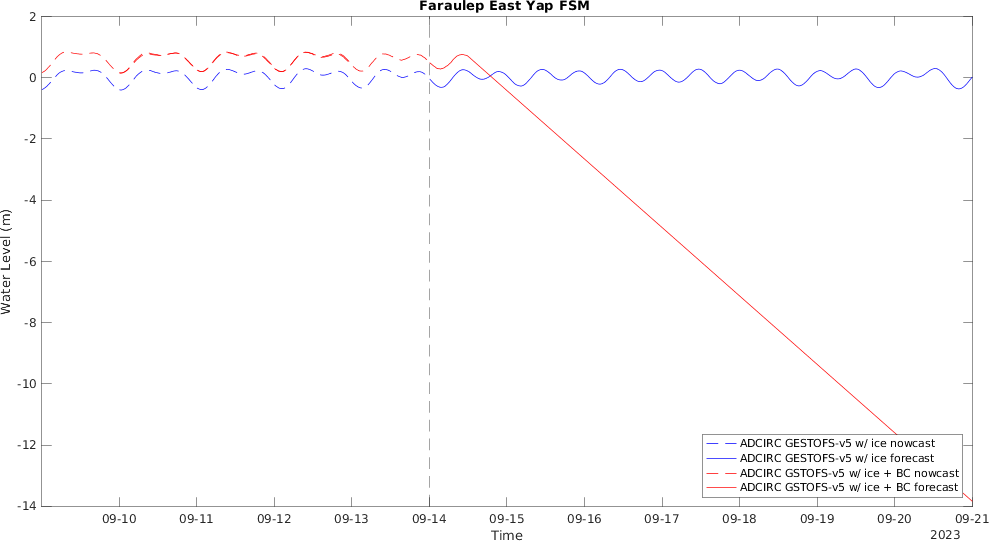 Faraulep East Yap FSM
2
0
-2
-4
-6
-8
-10
-12
-14
Water Level (m)
ADCIRC GESTOFS-v5 w/ ice nowcast
ADCIRC GESTOFS-v5 w/ ice forecast
ADCIRC GSTOFS-v5 w/ ice + BC nowcast
ADCIRC GSTOFS-v5 w/ ice + BC forecast
09-10 09-11 09-12 09-13 09-14 09-15 09-16 09-17 09-18 09-19 09-20 09-21
Time
2023